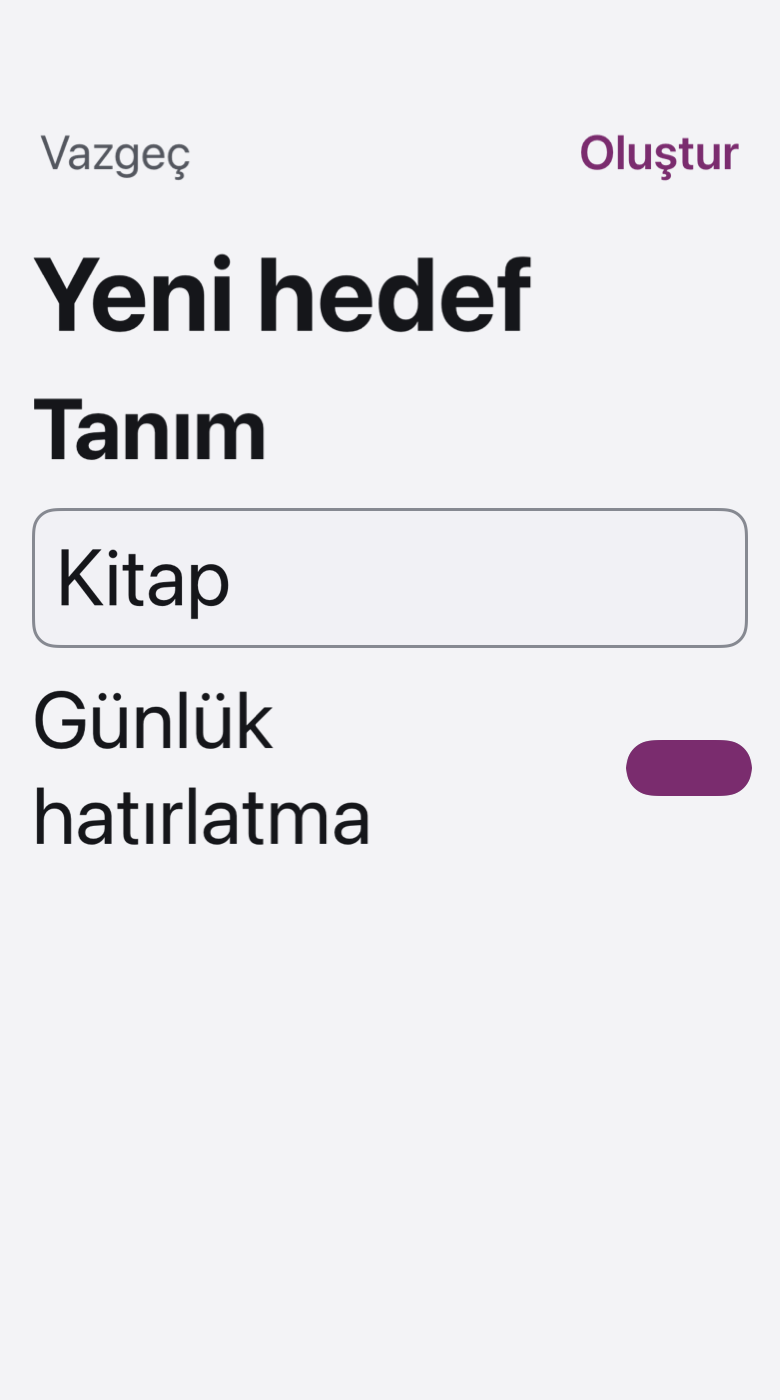 Vazgeç
Oluştur
Yeni hedef
Tanım
Kitap
Günlük
hatırlatma